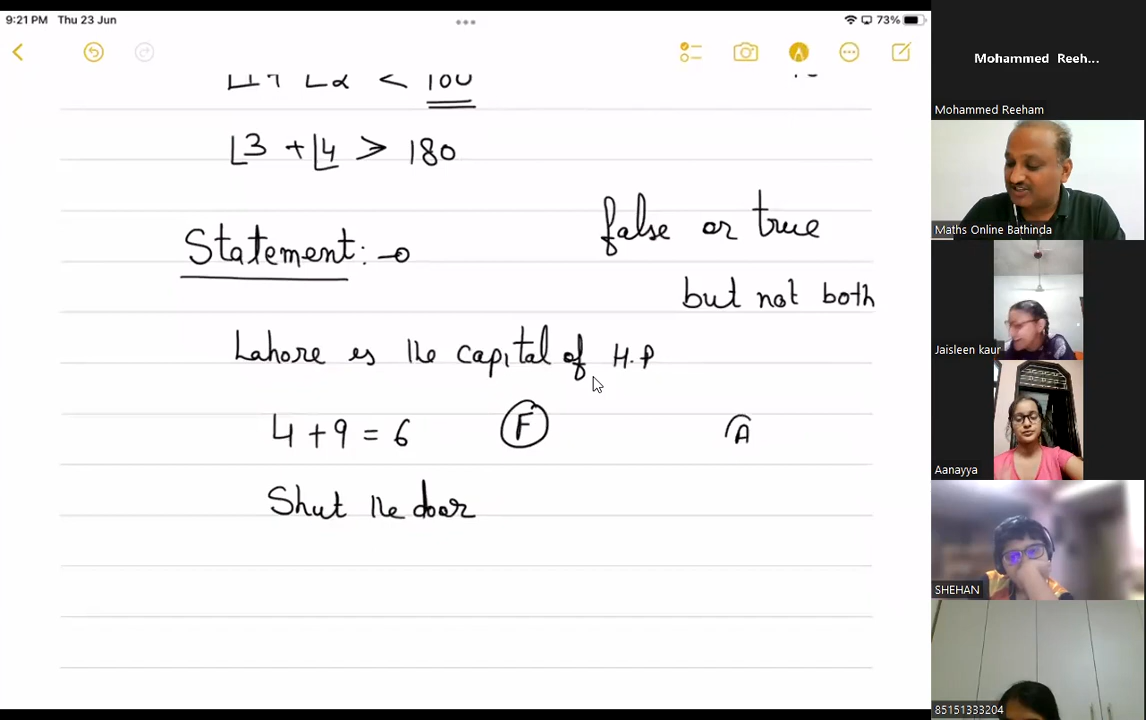 9:21 PM Thu 23 Jun
73%
∠3 + ∠4 > 180
Statement :-
false or true
but not both
Lahore is the capital of H.P
4 + 9 = 6 F
A
Shut the door
Mohammed Reeh...
Mohammed Reeham
Maths Online Bathinda
Jaisleen kaur
Aanayya
SHEHAN
85151333204